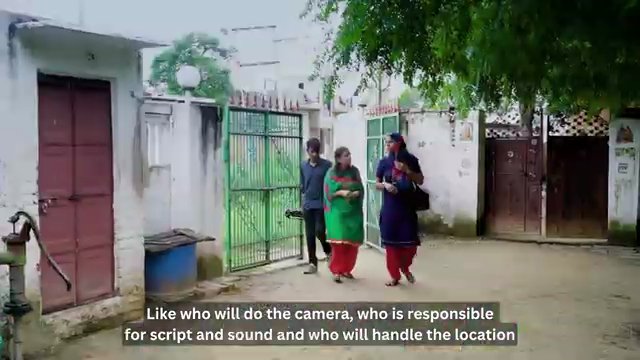 Like who will do the camera, who is responsible
for script and sound and who will handle the location